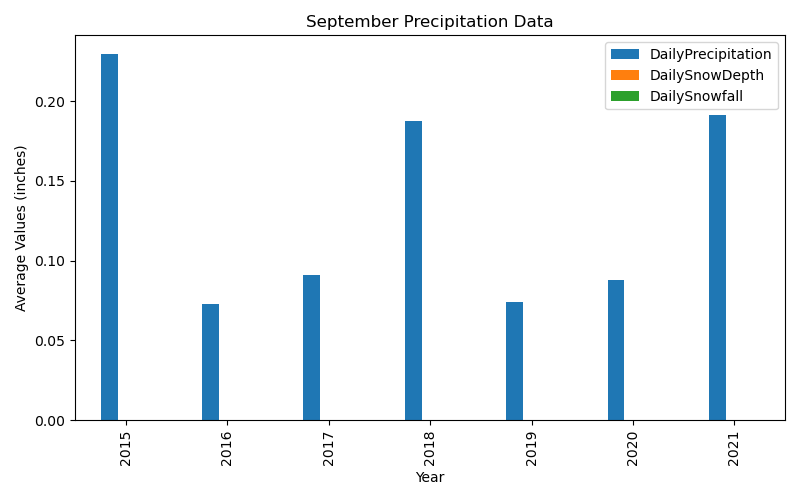 September Precipitation Data
DailyPrecipitation
DailySnowDepth
DailySnowfall
Average Values (inches)
0.20
0.15
0.10
0.05
0.00
2015
2016
2017
2018
2019
2020
2021
Year